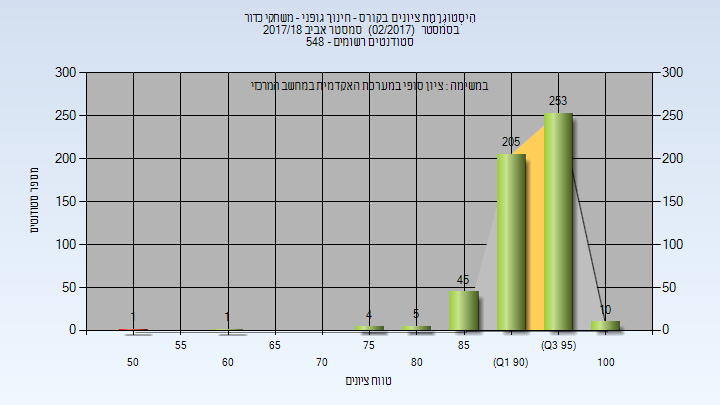 היסטוגרמת ציונים בקורס - חינוך גופני - משחקי כדור
בסמסטר (02/2017) סמסטר אביב 2017/18
סטודנטים רשומים - 548
במשימה : ציון סופי במערכת האקדמית במחשב המרכזי
300 300
250 250
200 200
150 150
100 100
50 50
0 0
מספר סטודנטים
1 1 4 5 45 205 253 10
55 65 75 85 (Q3 95)
50 60 70 80 (Q1 90) 100
טווח ציונים